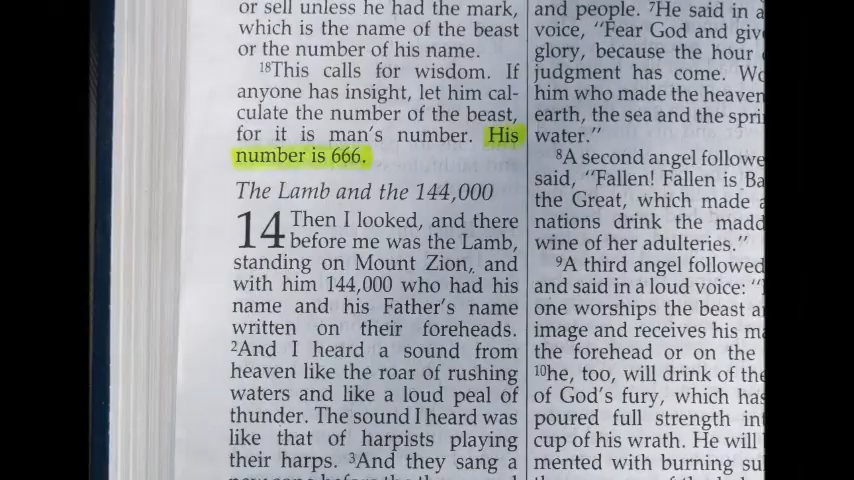 or sell unless he had the mark,
which is the name of the beast
or the number of his name.
18This calls for wisdom. If
anyone has insight, let him cal-
culate the number of the beast,
for it is man's number. His
number is 666.
The Lamb and the 144,000
14 Then I looked, and there
before me was the Lamb,
standing on Mount Zion, and
with him 144,000 who had his
name and his Father's name
written on their foreheads.
2And I heard a sound from
heaven like the roar of rushing
waters and like a loud peal of
thunder. The sound I heard was
like that of harpists playing
their harps. 3And they sang a
and people. 7He said in a
voice, "Fear God and giv
glory, because the hour
judgment has come. Wo
him who made the heaven
earth, the sea and the spri
water."
8A second angel followe
said, "Fallen! Fallen is Ba
the Great, which made a
nations drink the madd
wine of her adulteries."
9A third angel followed
and said in a loud voice: "
one worships the beast a
image and receives his ma
the forehead or on the
10he, too, will drink of the
of God's fury, which has
poured full strength int
cup of his wrath. He will
mented with burning su